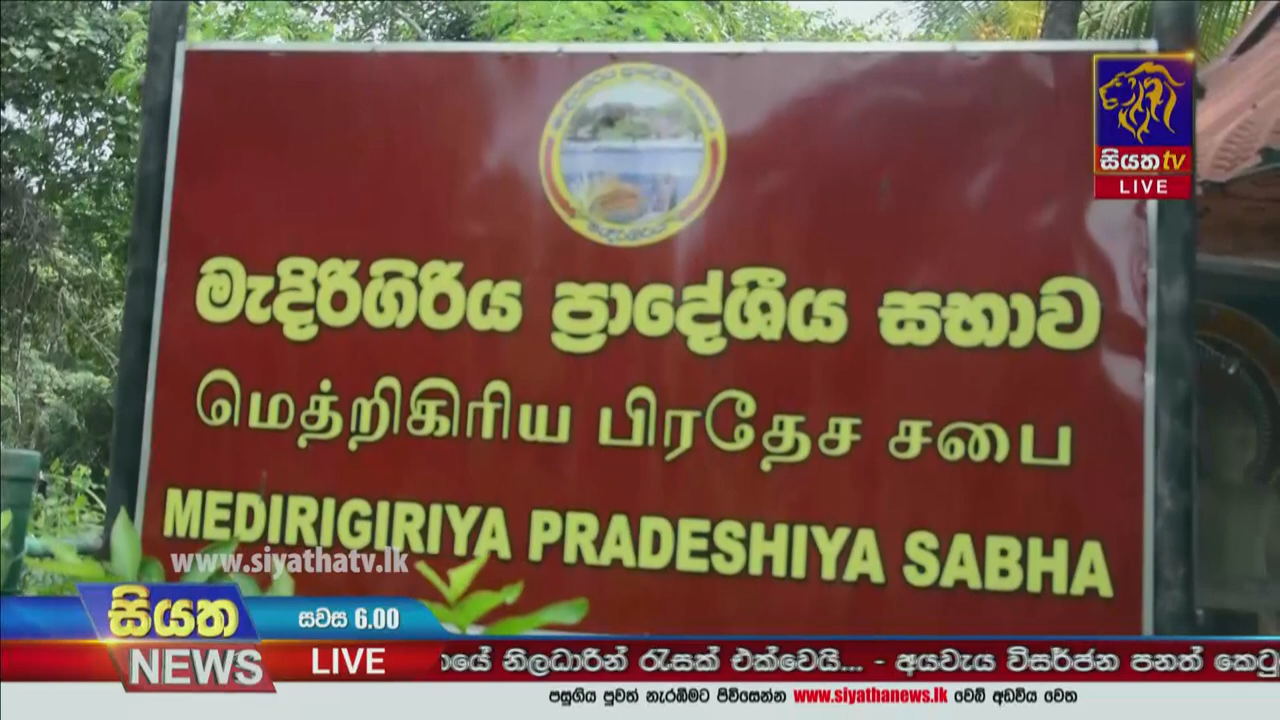 සියත tv
LIVE
මැදිරිගිරිය ප්‍රාදේශීය සභාව
மெத்றிகிரிய பிரதேச சபை
MEDIRIGIRIYA PRADESHIYA SABHA
www.siyathatv.lk
සියත
සවස 6.00
NEWS
LIVE
නිලධාරින් රැසක් එක්වෙයි... - අයවැය විසර්ජන පනත්
පසුගිය පුවත් නැරඹීමට පිවිසෙන්න www.siyathanews.lk වෙබ් අඩවිය වෙත